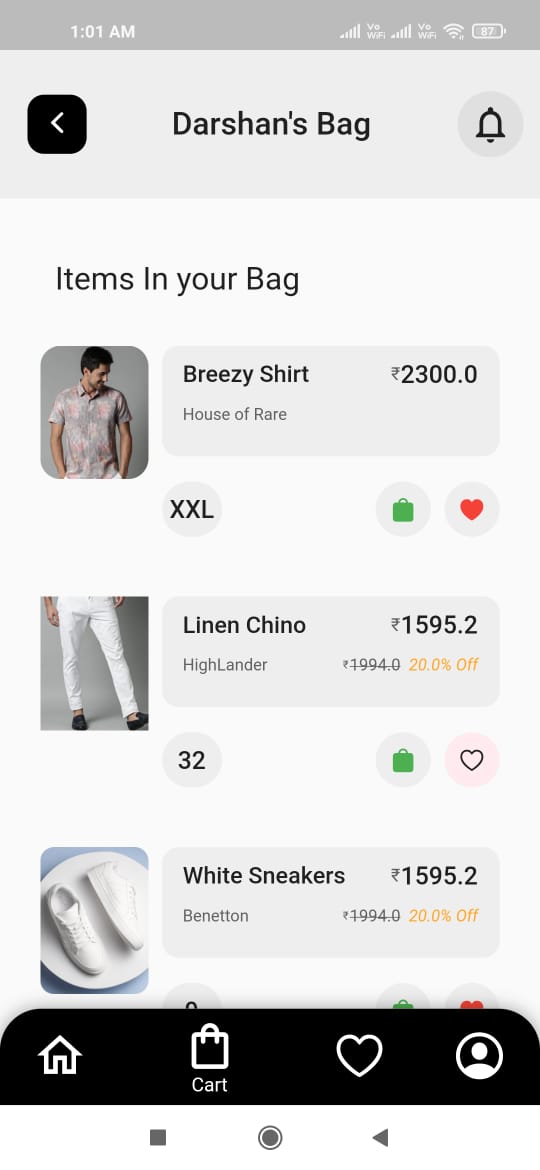 1:01 AM Vo WiFi Vo WiFi 87
Darshan's Bag
Items In your Bag
Breezy Shirt ₹2300.0
House of Rare
XXL
Linen Chino ₹1595.2
HighLander ₹1994.0 20.0% Off
32
White Sneakers ₹1595.2
Benetton ₹1994.0 20.0% Off
Cart